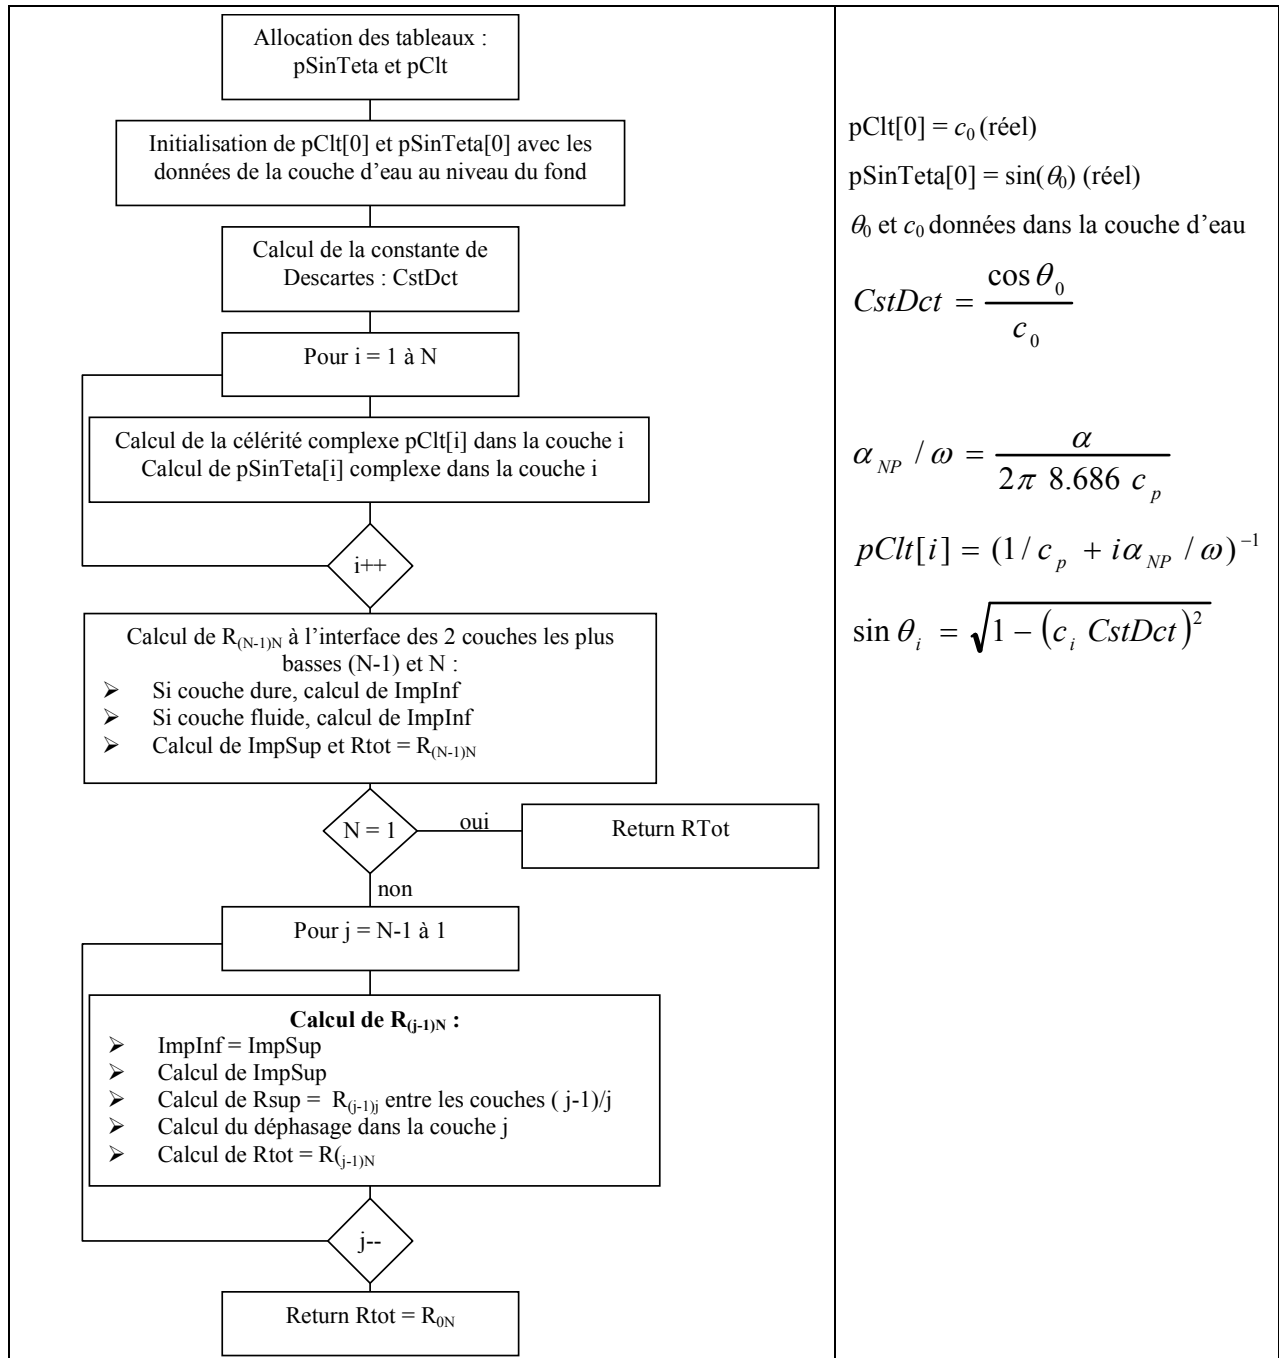 Allocation des tableaux :
pSinTeta et pClt
Initialisation de pClt[0] et pSinTeta[0] avec les
données de la couche d'eau au niveau du fond
Calcul de la constante de
Descartes : CstDct
Pour i = 1 à N
Calcul de la célérité complexe pClt[i] dans la couche i
Calcul de pSinTeta[i] complexe dans la couche i
i++
Calcul de R(N-1)N à l'interface des 2 couches les plus
basses (N-1) et N :
➢ Si couche dure, calcul de ImpInf
➢ Si couche fluide, calcul de ImpInf
➢ Calcul de ImpSup et Rtot = R(N-1)N
N = 1
oui
Return RTot
non
Pour j = N-1 à 1
Calcul de R(j-1)N :
➢ ImpInf = ImpSup
➢ Calcul de ImpSup
➢ Calcul de Rsup = R(j-1)j entre les couches ( j-1)/j
➢ Calcul du déphasage dans la couche j
➢ Calcul de Rtot = R(j-1)N
j--
Return Rtot = R0N
pClt[0] = c₀ (réel)
pSinTeta[0] = sin(θ₀) (réel)
θ₀ et c₀ données dans la couche d'eau
CstDct = cos θ₀ / c₀
α_NP / ω = α / 2π 8.686 c_p
pClt[i] = (1/ c_p + iα_NP / ω)⁻¹
sin θ_i = √1 − (c_i CstDct)²